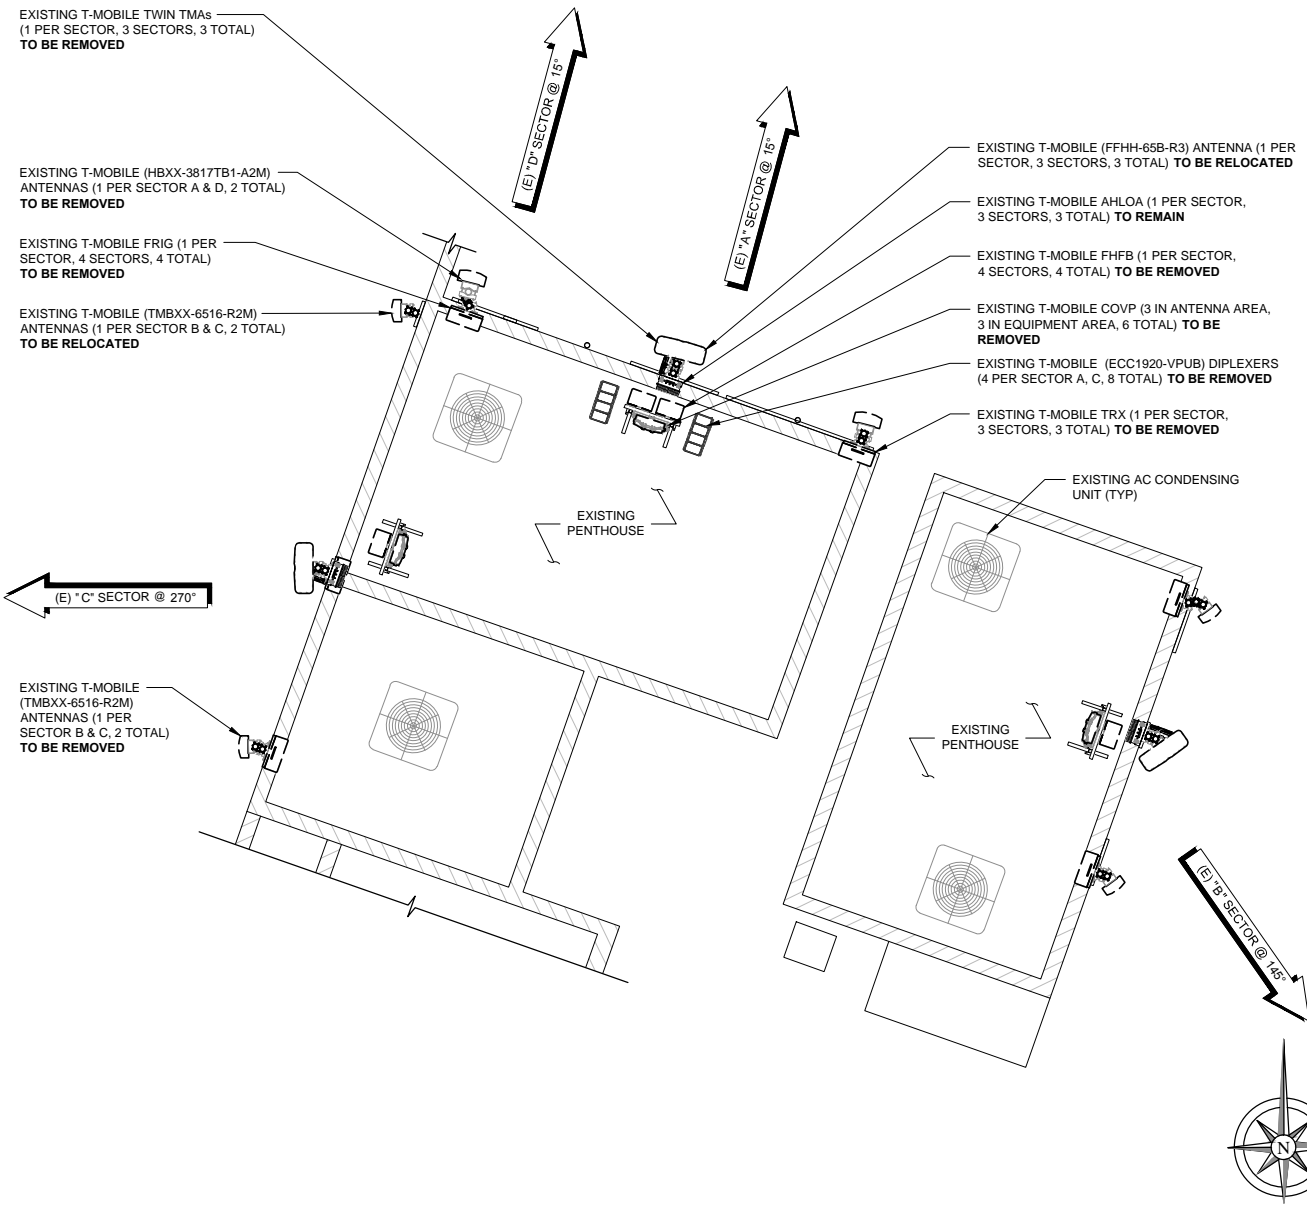 EXISTING T-MOBILE TWIN TMAs
(1 PER SECTOR, 3 SECTORS, 3 TOTAL)
TO BE REMOVED
EXISTING T-MOBILE (HBXX-3817TB1-A2M)
ANTENNAS (1 PER SECTOR A & D, 2 TOTAL)
TO BE REMOVED
EXISTING T-MOBILE FRIG (1 PER
SECTOR, 4 SECTORS, 4 TOTAL)
TO BE REMOVED
EXISTING T-MOBILE (TMBXX-6516-R2M)
ANTENNAS (1 PER SECTOR B & C, 2 TOTAL)
TO BE RELOCATED
(E) "D" SECTOR @ 15°
(E) "A" SECTOR @ 15°
EXISTING T-MOBILE (FFHH-65B-R3) ANTENNA (1 PER
SECTOR, 3 SECTORS, 3 TOTAL) TO BE RELOCATED
EXISTING T-MOBILE AHLOA (1 PER SECTOR,
3 SECTORS, 3 TOTAL) TO REMAIN
EXISTING T-MOBILE FHFB (1 PER SECTOR,
4 SECTORS, 4 TOTAL) TO BE REMOVED
EXISTING T-MOBILE COVP (3 IN ANTENNA AREA,
3 IN EQUIPMENT AREA, 6 TOTAL) TO BE
REMOVED
EXISTING T-MOBILE (ECC1920-VPUB) DIPLEXERS
(4 PER SECTOR A, C, 8 TOTAL) TO BE REMOVED
EXISTING T-MOBILE TRX (1 PER SECTOR,
3 SECTORS, 3 TOTAL) TO BE REMOVED
EXISTING AC CONDENSING
UNIT (TYP)
EXISTING
PENTHOUSE
(E) "C" SECTOR @ 270°
EXISTING T-MOBILE
(TMBXX-6516-R2M)
ANTENNAS (1 PER
SECTOR B & C, 2 TOTAL)
TO BE REMOVED
EXISTING
PENTHOUSE
(E) "B" SECTOR @ 145°
N